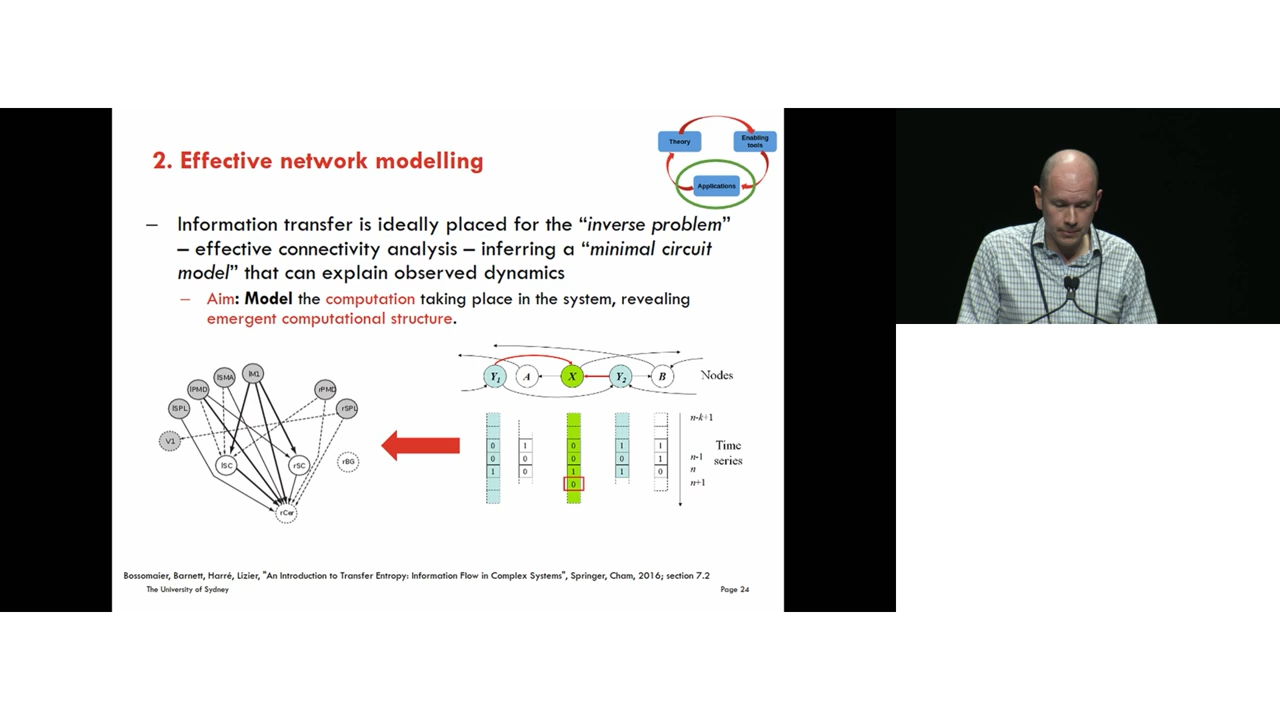 Theory
Enabling
tools
Applications
2. Effective network modelling
– Information transfer is ideally placed for the “inverse problem”
– effective connectivity analysis – inferring a “minimal circuit
model” that can explain observed dynamics
– Aim: Model the computation taking place in the system, revealing
emergent computational structure.
lM1
lSMA
lPMD
rPMD
lSPL
rSPL
V1
lSC
rSC
rBG
rCer
Y1 A X Y2 B Nodes
n-k+1
0 1 0 1 1
Time
series
0 0 0 0 1 n-1
1 0 1 1 0 n
0 n+1
Bossomaier, Barnett, Harré, Lizier, "An Introduction to Transfer Entropy: Information Flow in Complex Systems", Springer, Cham, 2016; section 7.2
The University of Sydney
Page 24